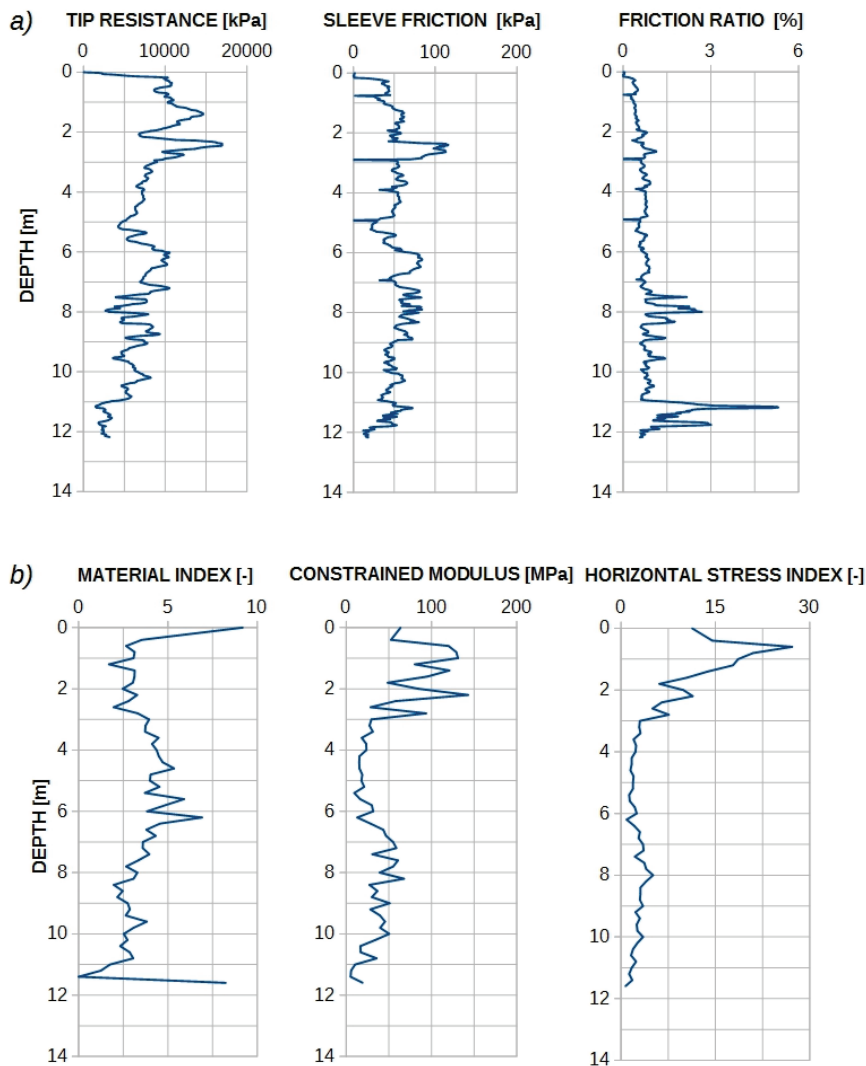 a) TIP RESISTANCE [kPa] SLEEVE FRICTION [kPa] FRICTION RATIO [%]
0 10000 20000 0 100 200 0 3 6
0 0 0
2 2 2
4 4 4
6 6 6
8 8 8
10 10 10
12 12 12
14 14 14
DEPTH [m]
b) MATERIAL INDEX [-] CONSTRAINED MODULUS [MPa] HORIZONTAL STRESS INDEX [-]
0 5 10 0 100 200 0 15 30
0 0 0
2 2 2
4 4 4
6 6 6
8 8 8
10 10 10
12 12 12
14 14 14
DEPTH [m]